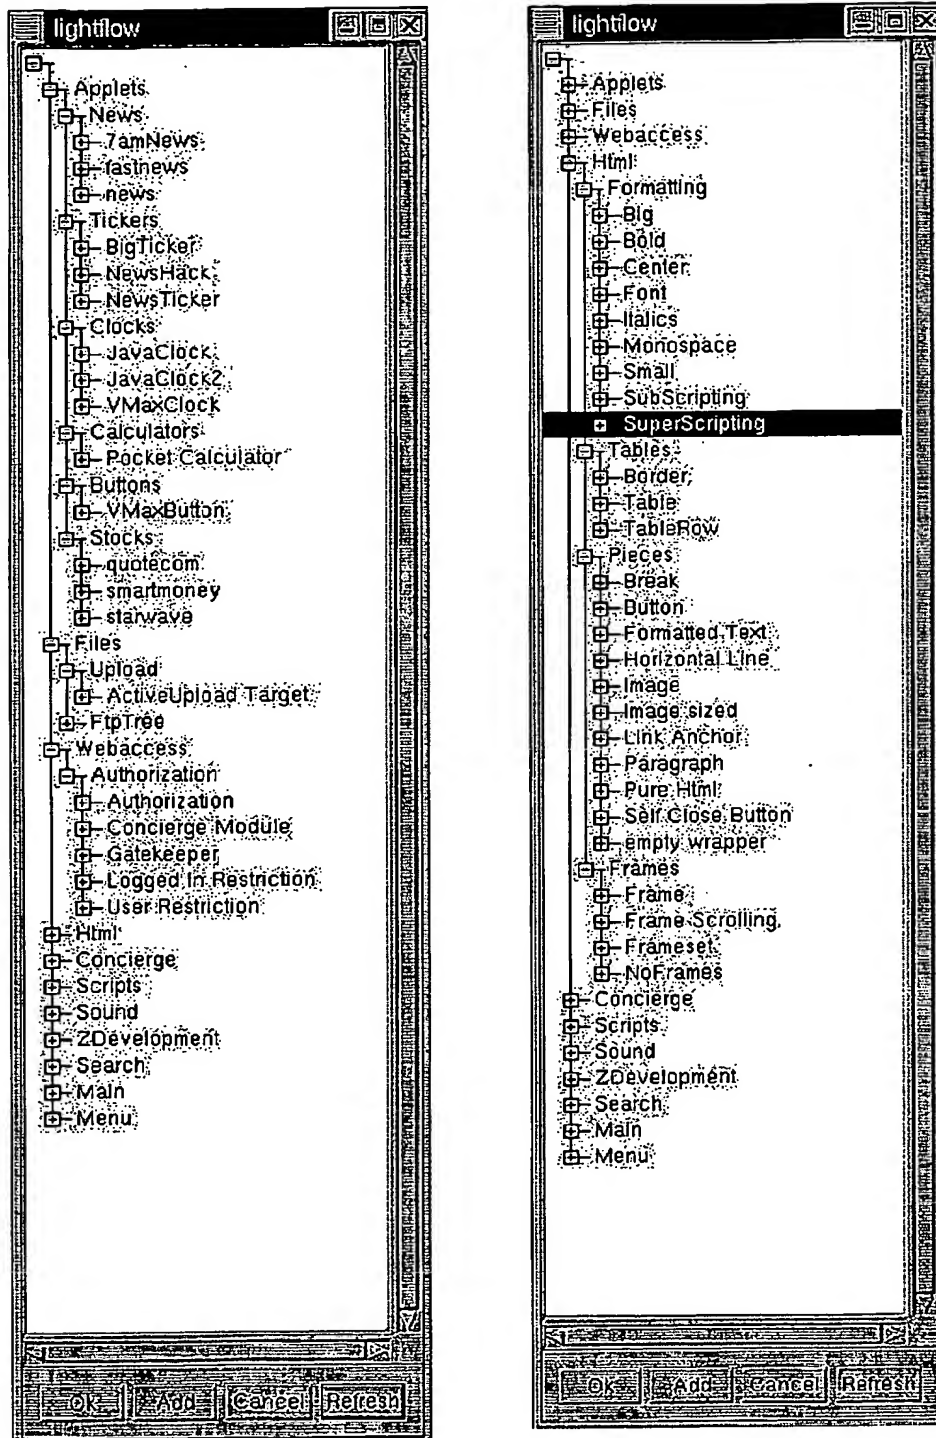 lightflow
Applets
News
7amNews
fastnews
news
Tickers
BigTicker
NewsHack
NewsTicker
Clocks
JavaClock
JavaClock2
VMaxClock
Calculators
Pocket Calculator
Buttons
VMaxButton
Stocks
quotecom
smartmoney
starwave
Files
Upload
ActiveUpload Target
FtpTree
Webaccess
Authorization
Authorization
Concierge Module
Gatekeeper
Logged In Restriction
User Restriction
Html
Concierge
Scripts
Sound
ZDevelopment
Search
Main
Menu
Ok Add Cancel Refresh
lightflow
Applets
Files
Webaccess
Html
Formatting
Big
Bold
Center
Font
Italics
Monospace
Small
SubScripting
SuperScripting
Tables
Border
Table
TableRow
Pieces
Break
Button
Formatted Text
Horizontal Line
Image
Image sized
Link Anchor
Paragraph
Pure Html
Self Close Button
empty wrapper
Frames
Frame
Frame Scrolling
Frameset
NoFrames
Concierge
Scripts
Sound
ZDevelopment
Search
Main
Menu
Ok Add Cancel Refresh